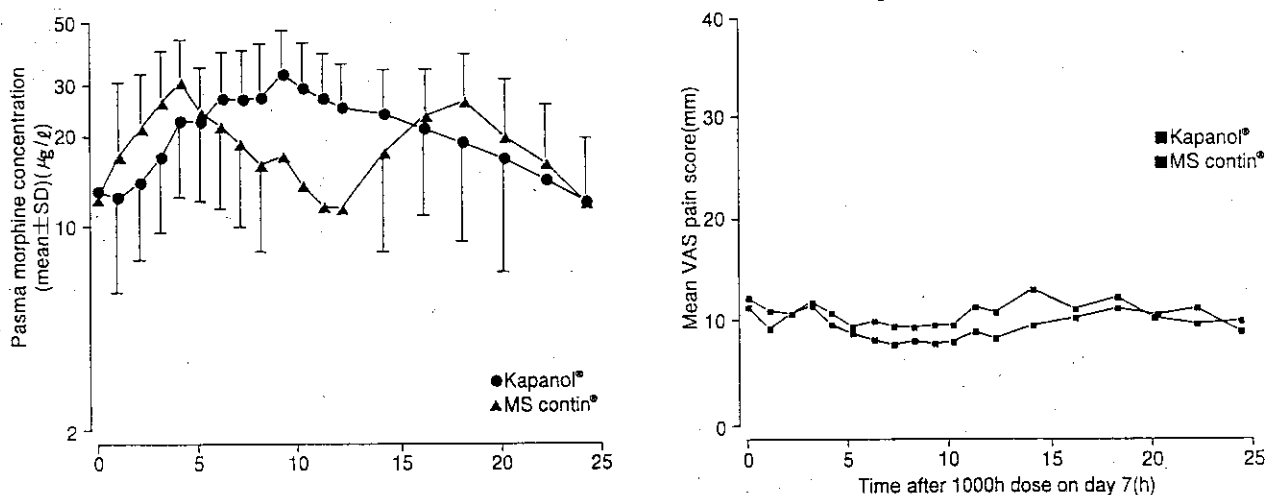 Plasma morphine concentration
(mean±SD)(μg/ℓ)
50
30
20
10
2
0
5
10
15
20
25
●Kapanol®
▲MS contin®
Mean VAS pain score(mm)
40
30
20
10
0
0
5
10
15
20
25
■Kapanol®
■MS contin®
Time after 1000h dose on day 7(h)